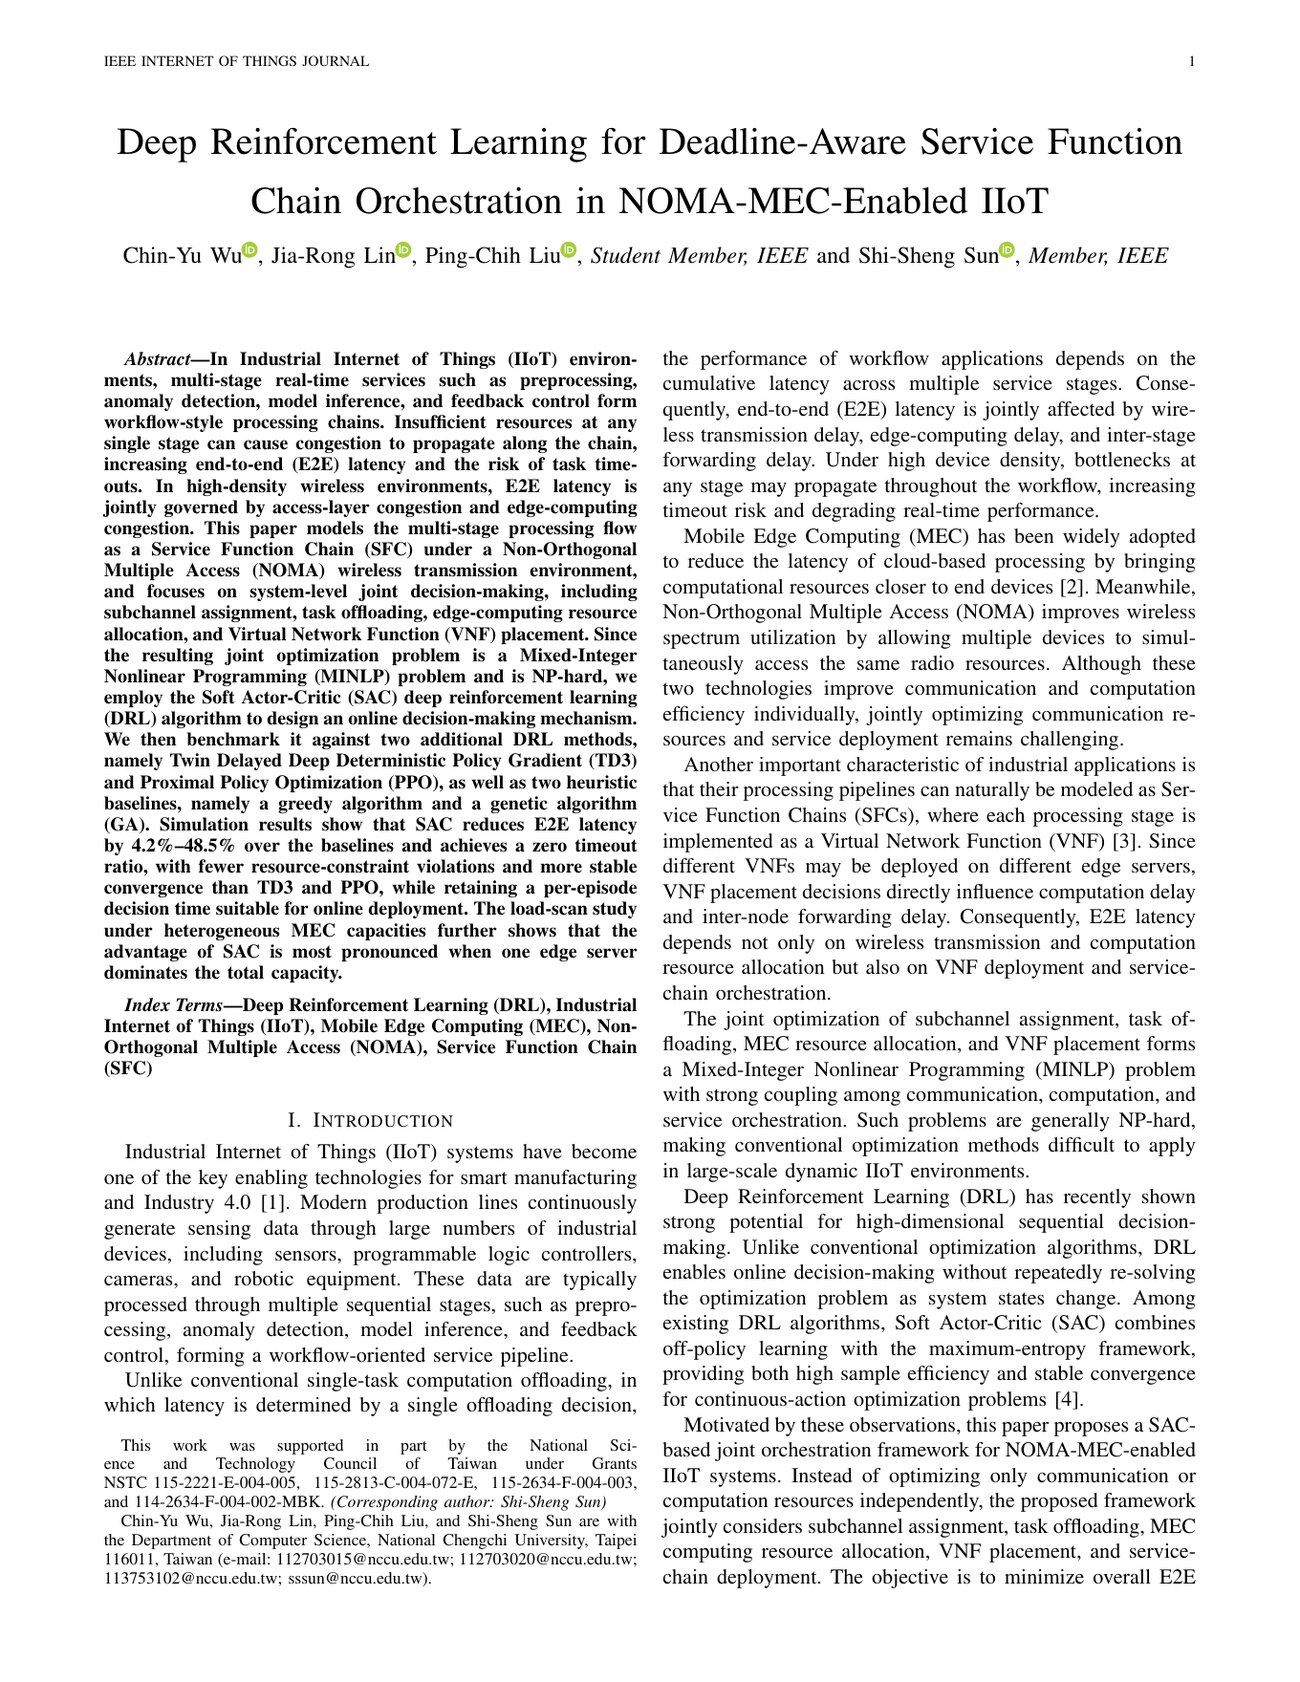 IEEE INTERNET OF THINGS JOURNAL 1
Deep Reinforcement Learning for Deadline-Aware Service Function
Chain Orchestration in NOMA-MEC-Enabled IIoT
Chin-Yu Wu, Jia-Rong Lin, Ping-Chih Liu, Student Member, IEEE and Shi-Sheng Sun, Member, IEEE
Abstract—In Industrial Internet of Things (IIoT) environ-
ments, multi-stage real-time services such as preprocessing,
anomaly detection, model inference, and feedback control form
workflow-style processing chains. Insufficient resources at any
single stage can cause congestion to propagate along the chain,
increasing end-to-end (E2E) latency and the risk of task time-
outs. In high-density wireless environments, E2E latency is
jointly governed by access-layer congestion and edge-computing
congestion. This paper models the multi-stage processing flow
as a Service Function Chain (SFC) under a Non-Orthogonal
Multiple Access (NOMA) wireless transmission environment,
and focuses on system-level joint decision-making, including
subchannel assignment, task offloading, edge-computing resource
allocation, and Virtual Network Function (VNF) placement. Since
the resulting joint optimization problem is a Mixed-Integer
Nonlinear Programming (MINLP) problem and is NP-hard, we
employ the Soft Actor-Critic (SAC) deep reinforcement learning
(DRL) algorithm to design an online decision-making mechanism.
We then benchmark it against two additional DRL methods,
namely Twin Delayed Deep Deterministic Policy Gradient (TD3)
and Proximal Policy Optimization (PPO), as well as two heuristic
baselines, namely a greedy algorithm and a genetic algorithm
(GA). Simulation results show that SAC reduces E2E latency
by 4.2%–48.5% over the baselines and achieves a zero timeout
ratio, with fewer resource-constraint violations and more stable
convergence than TD3 and PPO, while retaining a per-episode
decision time suitable for online deployment. The load-scan study
under heterogeneous MEC capacities further shows that the
advantage of SAC is most pronounced when one edge server
dominates the total capacity.
Index Terms—Deep Reinforcement Learning (DRL), Industrial
Internet of Things (IIoT), Mobile Edge Computing (MEC), Non-
Orthogonal Multiple Access (NOMA), Service Function Chain
(SFC)
I. INTRODUCTION
Industrial Internet of Things (IIoT) systems have become
one of the key enabling technologies for smart manufacturing
and Industry 4.0 [1]. Modern production lines continuously
generate sensing data through large numbers of industrial
devices, including sensors, programmable logic controllers,
cameras, and robotic equipment. These data are typically
processed through multiple sequential stages, such as prepro-
cessing, anomaly detection, model inference, and feedback
control, forming a workflow-oriented service pipeline.
Unlike conventional single-task computation offloading, in
which latency is determined by a single offloading decision,
This work was supported in part by the National Sci-
ence and Technology Council of Taiwan under Grants
NSTC 115-2221-E-004-005, 115-2813-C-004-072-E, 115-2634-F-004-003,
and 114-2634-F-004-002-MBK. (Corresponding author: Shi-Sheng Sun)
Chin-Yu Wu, Jia-Rong Lin, Ping-Chih Liu, and Shi-Sheng Sun are with
the Department of Computer Science, National Chengchi University, Taipei
116011, Taiwan (e-mail: 112703015@nccu.edu.tw; 112703020@nccu.edu.tw;
113753102@nccu.edu.tw; sssun@nccu.edu.tw).
the performance of workflow applications depends on the
cumulative latency across multiple service stages. Conse-
quently, end-to-end (E2E) latency is jointly affected by wire-
less transmission delay, edge-computing delay, and inter-stage
forwarding delay. Under high device density, bottlenecks at
any stage may propagate throughout the workflow, increasing
timeout risk and degrading real-time performance.
Mobile Edge Computing (MEC) has been widely adopted
to reduce the latency of cloud-based processing by bringing
computational resources closer to end devices [2]. Meanwhile,
Non-Orthogonal Multiple Access (NOMA) improves wireless
spectrum utilization by allowing multiple devices to simul-
taneously access the same radio resources. Although these
two technologies improve communication and computation
efficiency individually, jointly optimizing communication re-
sources and service deployment remains challenging.
Another important characteristic of industrial applications is
that their processing pipelines can naturally be modeled as Ser-
vice Function Chains (SFCs), where each processing stage is
implemented as a Virtual Network Function (VNF) [3]. Since
different VNFs may be deployed on different edge servers,
VNF placement decisions directly influence computation delay
and inter-node forwarding delay. Consequently, E2E latency
depends not only on wireless transmission and computation
resource allocation but also on VNF deployment and service-
chain orchestration.
The joint optimization of subchannel assignment, task of-
floading, MEC resource allocation, and VNF placement forms
a Mixed-Integer Nonlinear Programming (MINLP) problem
with strong coupling among communication, computation, and
service orchestration. Such problems are generally NP-hard,
making conventional optimization methods difficult to apply
in large-scale dynamic IIoT environments.
Deep Reinforcement Learning (DRL) has recently shown
strong potential for high-dimensional sequential decision-
making. Unlike conventional optimization algorithms, DRL
enables online decision-making without repeatedly re-solving
the optimization problem as system states change. Among
existing DRL algorithms, Soft Actor-Critic (SAC) combines
off-policy learning with the maximum-entropy framework,
providing both high sample efficiency and stable convergence
for continuous-action optimization problems [4].
Motivated by these observations, this paper proposes a SAC-
based joint orchestration framework for NOMA-MEC-enabled
IIoT systems. Instead of optimizing only communication or
computation resources independently, the proposed framework
jointly considers subchannel assignment, task offloading, MEC
computing resource allocation, VNF placement, and service-
chain deployment. The objective is to minimize overall E2E